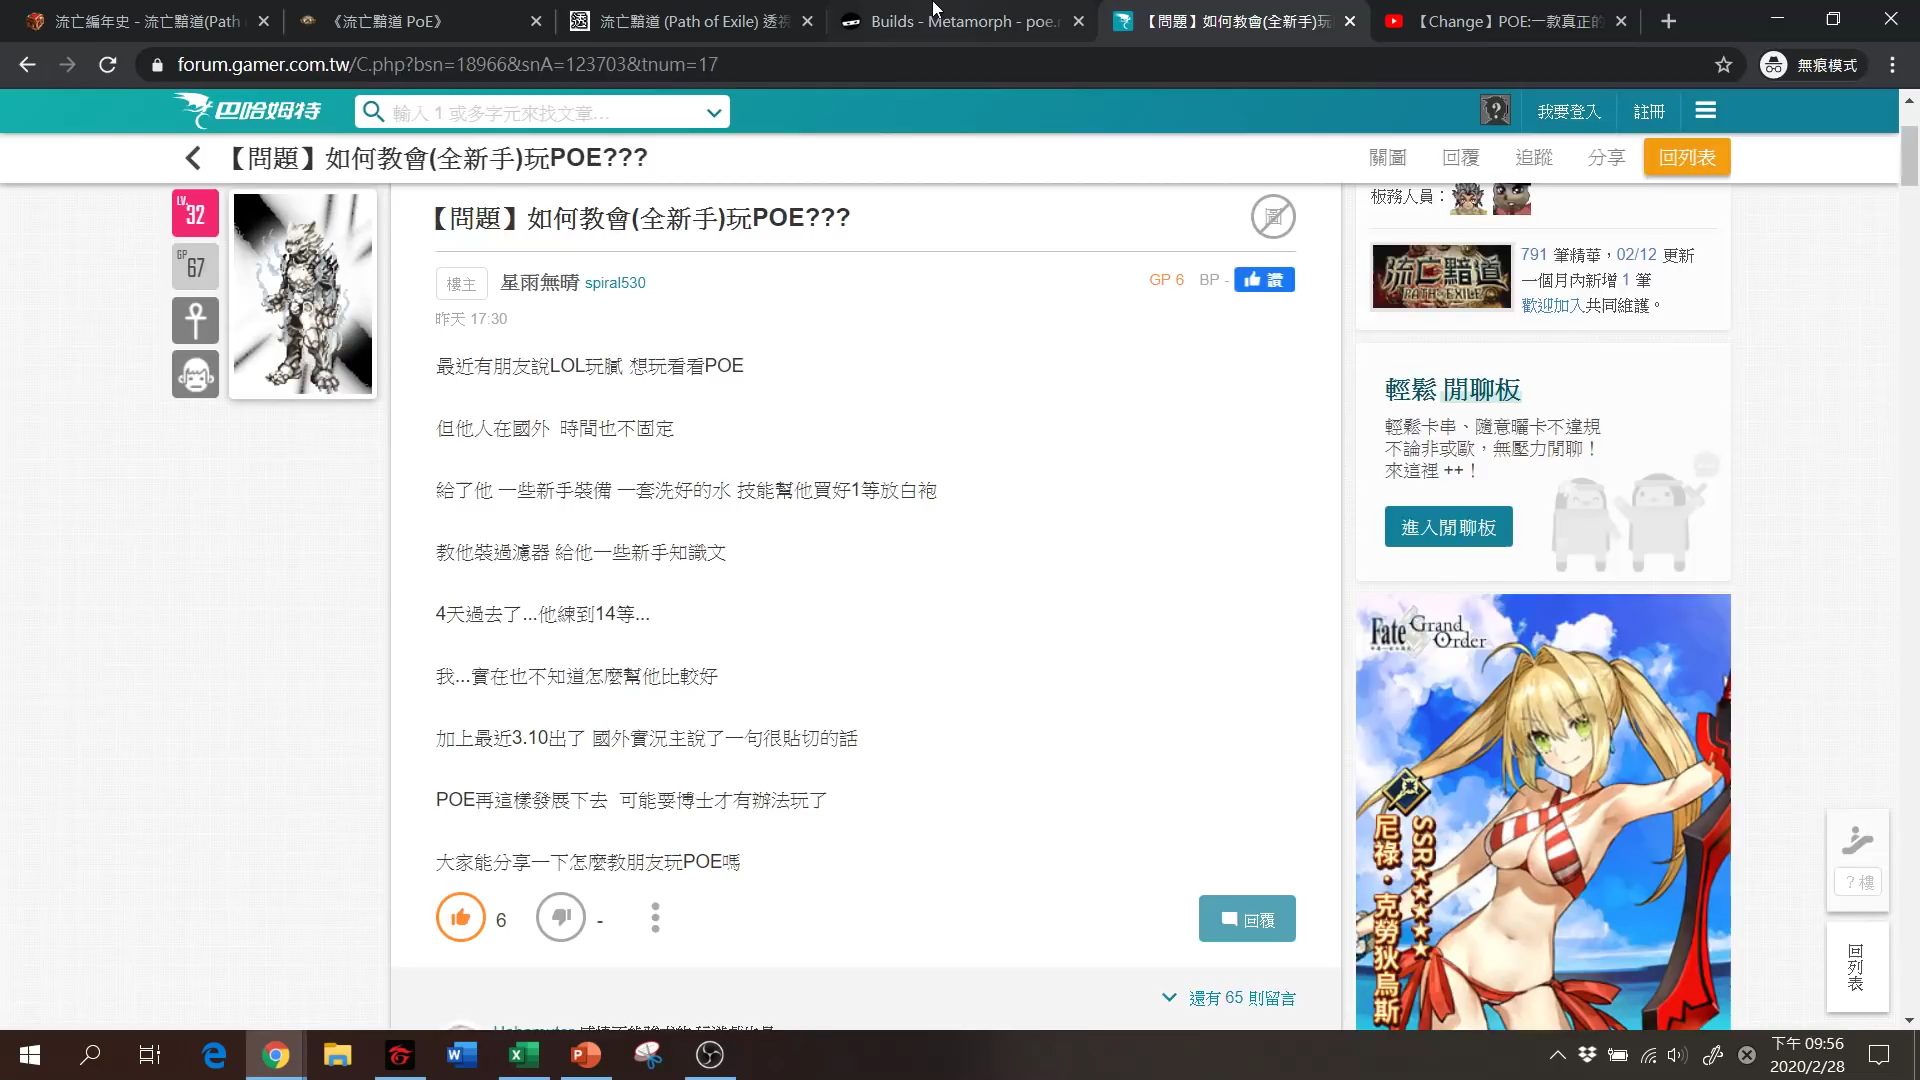 流亡編年史 - 流亡黯道(Path
《流亡黯道 PoE》
流亡黯道 (Path of Exile) 透視
Builds - Metamorph - poe.n
【問題】如何教會(全新手)玩
【Change】POE:一款真正的
forum.gamer.com.tw/C.php?bsn=18966&snA=123703&tnum=17
無痕模式
巴哈姆特
輸入 1 或多字元來找文章...
我要登入
註冊
【問題】如何教會(全新手)玩POE???
關圖
回覆
追蹤
分享
回列表
LV.
32
GP
67
【問題】如何教會(全新手)玩POE???
圖
樓主
星雨無晴 spiral530
GP 6
BP -
讚
昨天 17:30
最近有朋友說LOL玩膩 想玩看看POE
但他人在國外 時間也不固定
給了他 一些新手裝備 一套洗好的水 技能幫他買好1等放白袍
教他裝過濾器 給他一些新手知識文
4天過去了...他練到14等...
我...實在也不知道怎麼幫他比較好
加上最近3.10出了 國外實況主說了一句很貼切的話
POE再這樣發展下去 可能要博士才有辦法玩了
大家能分享一下怎麼教朋友玩POE嗎
6
-
回覆
還有 65 則留言
板務人員：
流亡黯道
PATH OF EXILE
791 筆精華，02/12 更新
一個月內新增 1 筆
歡迎加入共同維護。
輕鬆 閒聊板
輕鬆卡串、隨意曬卡不違規
不論非或歐，無壓力閒聊！
來這裡 ++！
進入閒聊板
Fate
Grand
Order
SSR★★★★★
尼祿・克勞狄烏斯
? 樓
回列表
下午 09:56
2020/2/28